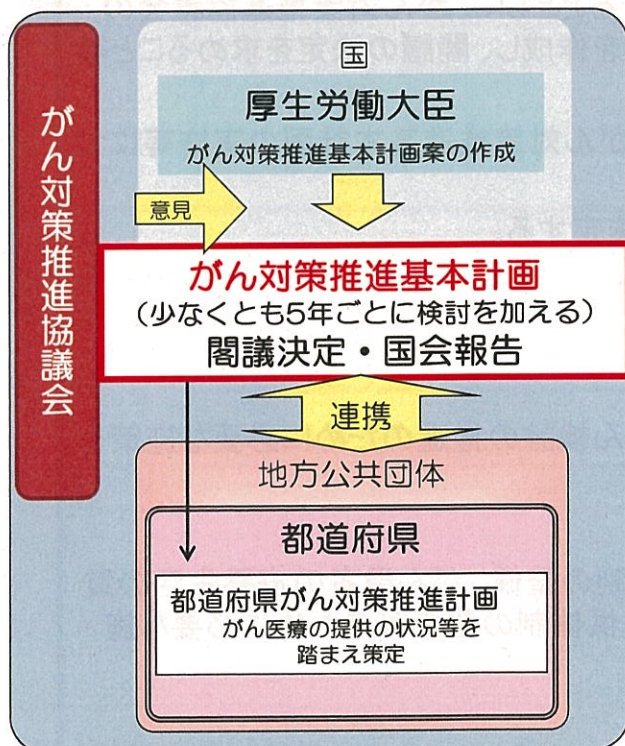 国
厚生労働大臣
がん対策推進基本計画案の作成
がん対策推進協議会
意見
がん対策推進基本計画
（少なくとも5年ごとに検討を加える）
閣議決定・国会報告
連携
地方公共団体
都道府県
都道府県がん対策推進計画
がん医療の提供の状況等を
踏まえ策定